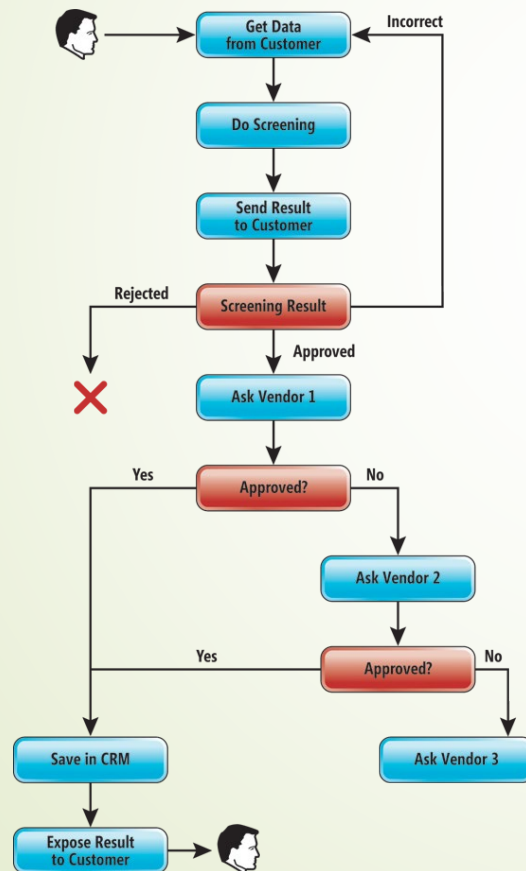 Get Data
from Customer
Incorrect
Do Screening
Send Result
to Customer
Rejected
Screening Result
Approved
Ask Vendor 1
Yes
Approved?
No
Ask Vendor 2
Yes
Approved?
No
Save in CRM
Ask Vendor 3
Expose Result
to Customer